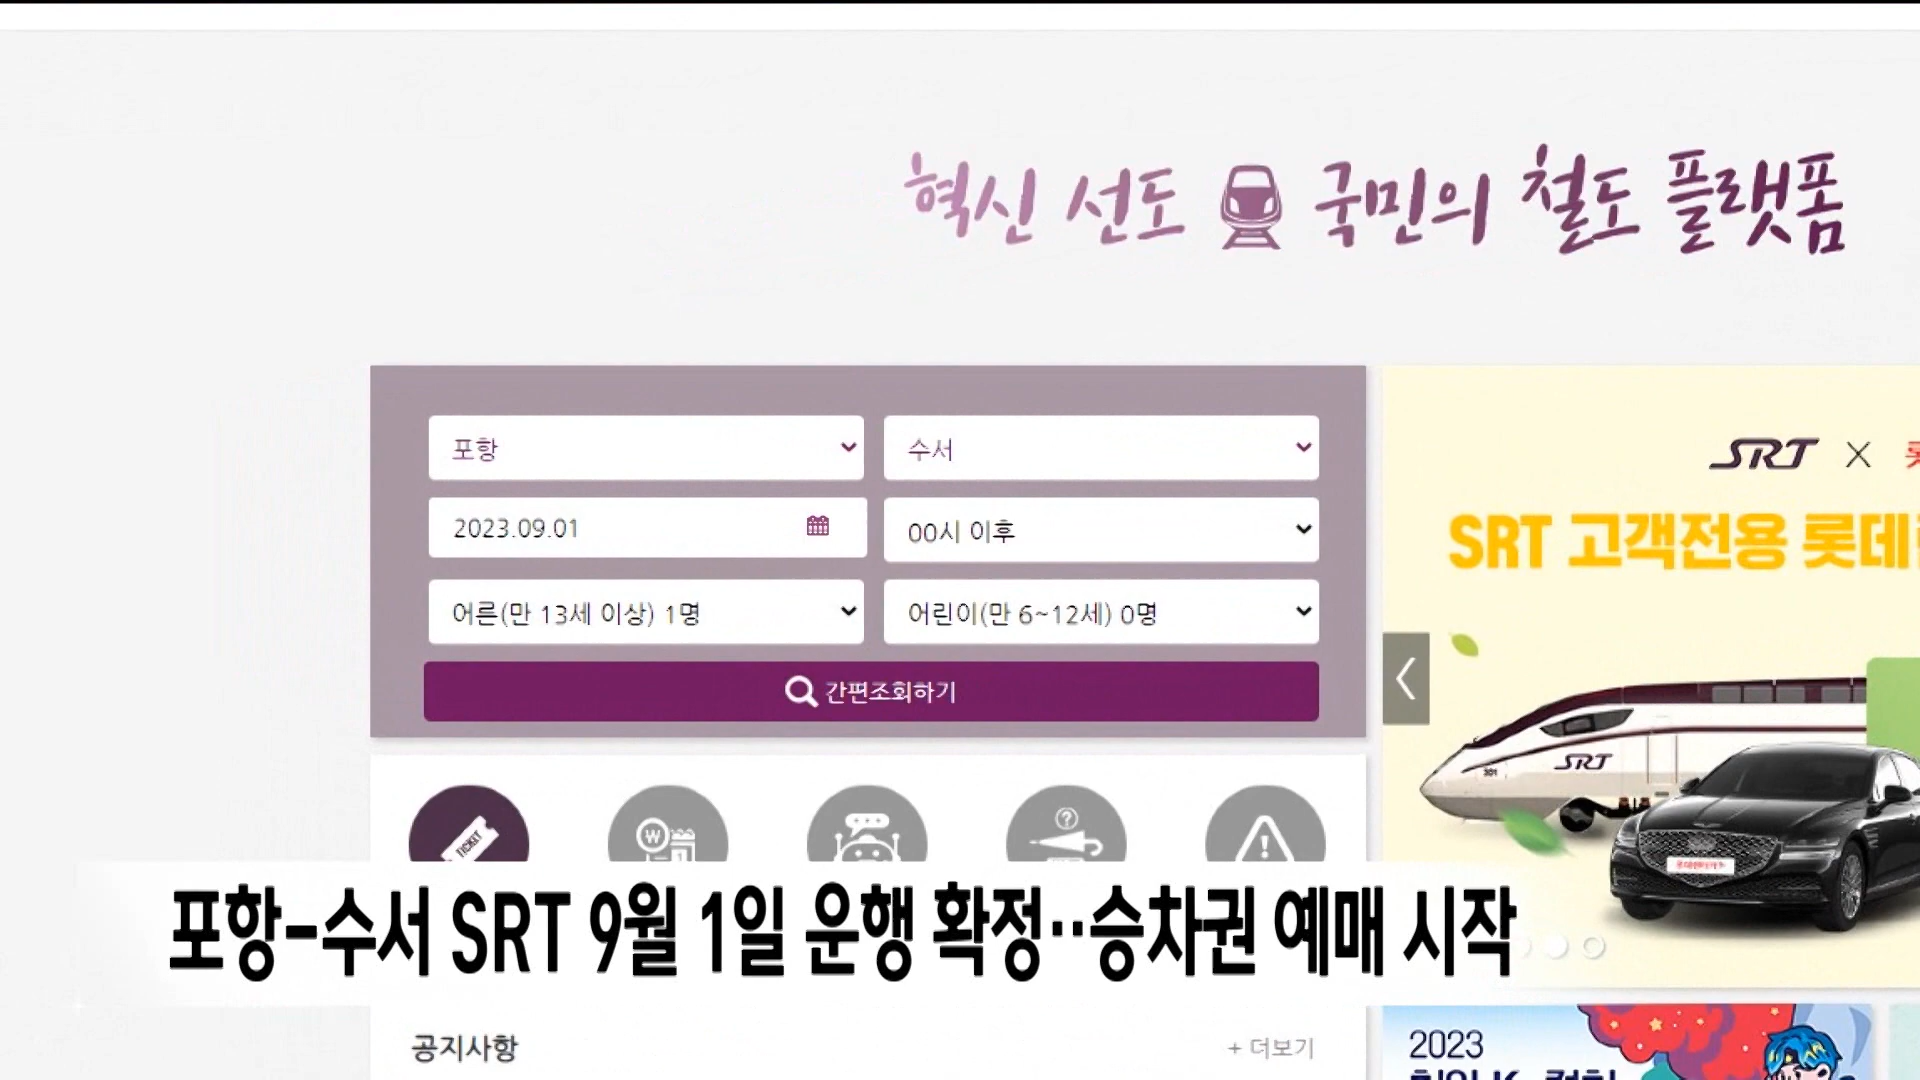 혁신 선도 국민의 철도 플랫폼
포항 수서
2023.09.01 00시 이후
어른(만 13세 이상) 1명 어린이(만 6~12세) 0명
간편조회하기
SRT X
SRT 고객전용 롯데
SRT
TICKET
포항-수서 SRT 9월 1일 운행 확정··승차권 예매 시작
공지사항 + 더보기
2023